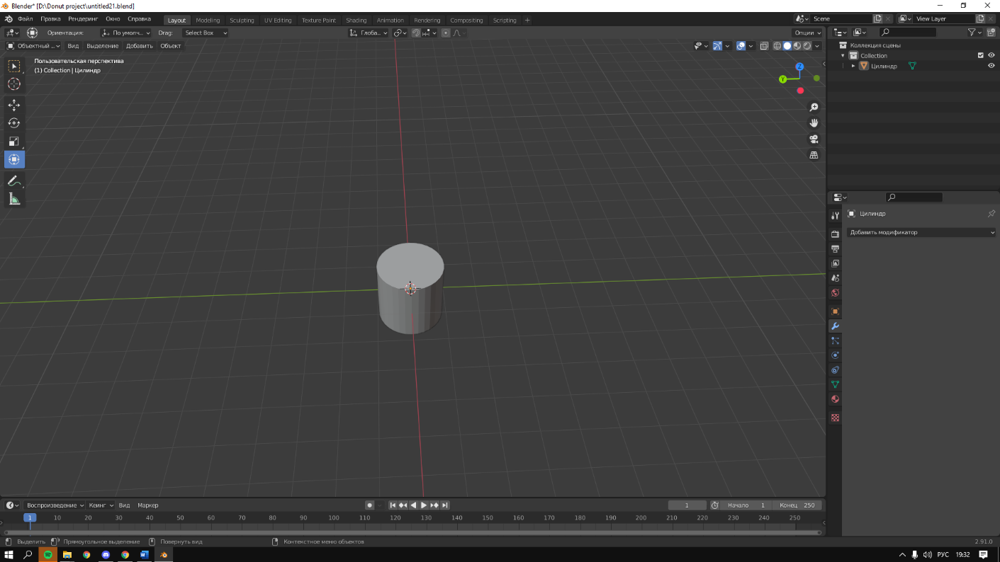 Blender* [D:\Donut project\untitled21.blend]
Файл Правка Рендеринг Окно Справка Layout Modeling Sculpting UV Editing Texture Paint Shading Animation Rendering Compositing Scripting + Scene View Layer
Ориентация: По умолч... Drag: Select Box Глоба... Опции
Объектный ... Вид Выделение Добавить Объект
Коллекция сцены
Collection
Цилиндр
Пользовательская перспектива
(1) Collection | Цилиндр
Z
Y
Цилиндр
Добавить модификатор
Воспроизведение Кеинг Вид Маркер 1 Начало 1 Конец 250
1 10 20 30 40 50 60 70 80 90 100 110 120 130 140 150 160 170 180 190 200 210 220 230 240 250
Выделить Прямоугольное выделение Повернуть вид Контекстное меню объектов 2.91.0
РУС 19:32